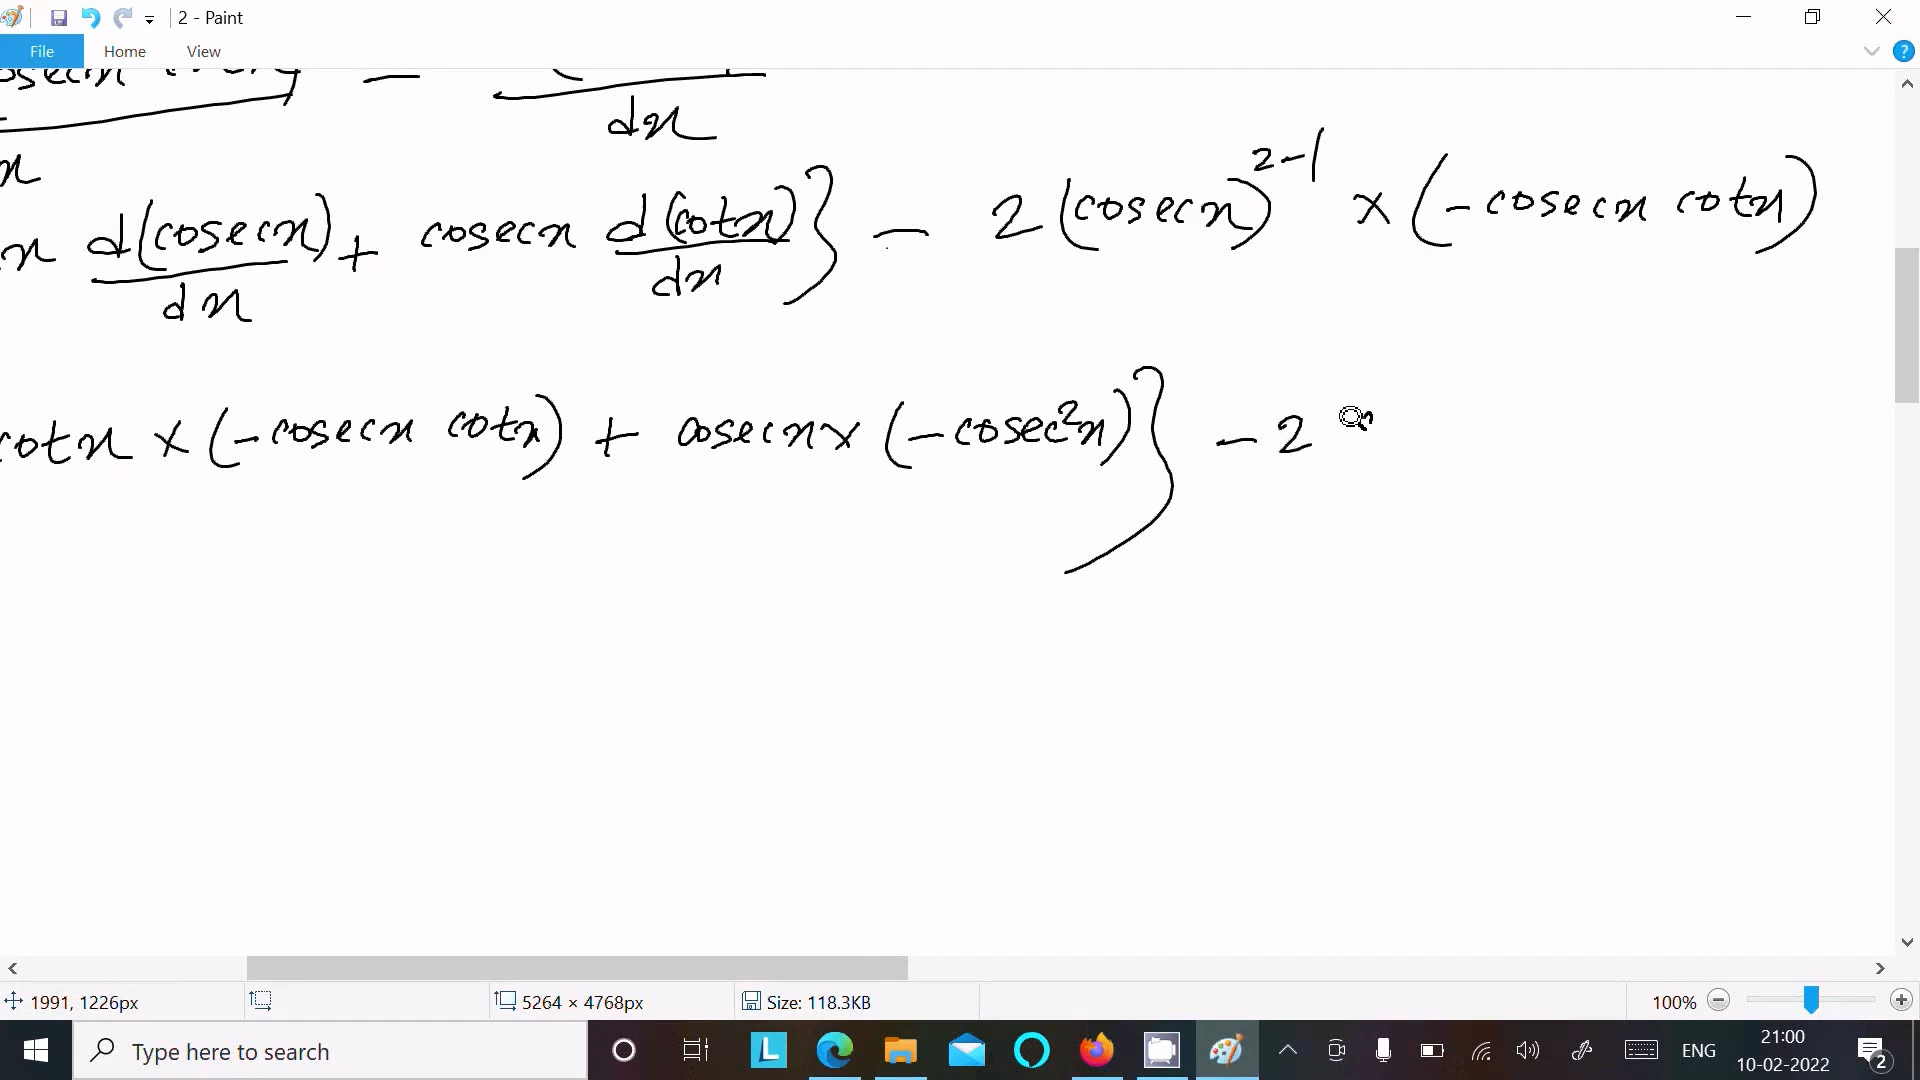 2 - Paint
File Home View
dx
x
x d(cosecx)/dx + cosecx d(cotx)/dx } - 2(cosecx)^2-1 × (-cosecx cotx)
cotx × (-cosecx cotx) + cosecx × (-cosec²x)} - 2
1991, 1226px 5264 × 4768px Size: 118.3KB 100%
Type here to search
ENG
21:00
10-02-2022
2